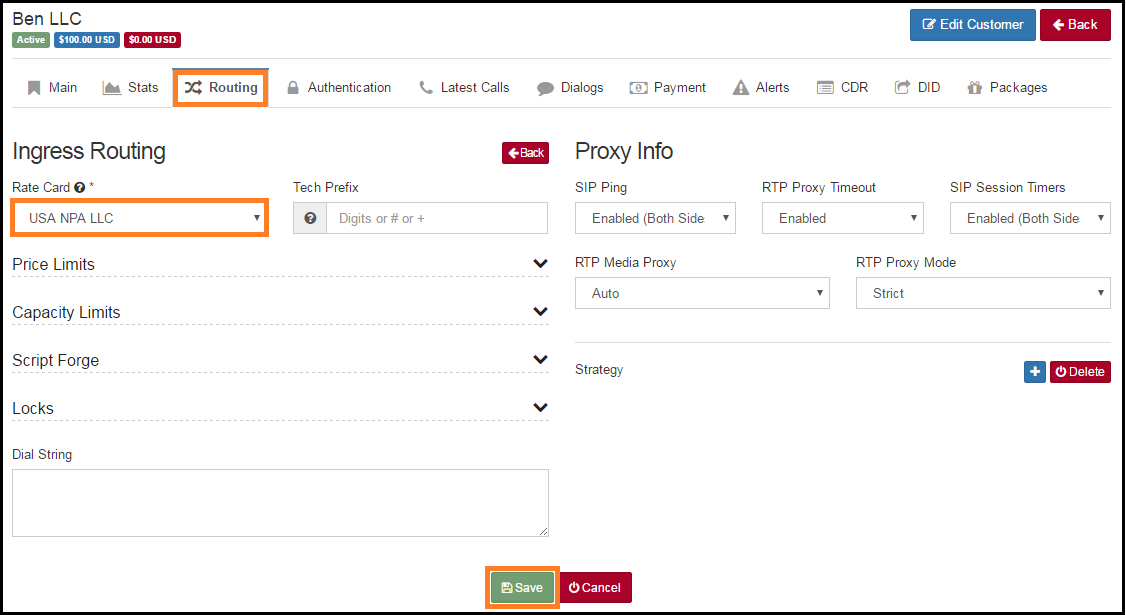 Ben LLC
Active $100.00 USD $0.00 USD
Edit Customer Back
Main Stats Routing Authentication Latest Calls Dialogs Payment Alerts CDR DID Packages
Ingress Routing Back
Rate Card ? * Tech Prefix
USA NPA LLC ? Digits or # or +
Price Limits
Capacity Limits
Script Forge
Locks
Dial String
Proxy Info
SIP Ping RTP Proxy Timeout SIP Session Timers
Enabled (Both Side Enabled Enabled (Both Side
RTP Media Proxy RTP Proxy Mode
Auto Strict
Strategy + Delete
Save Cancel